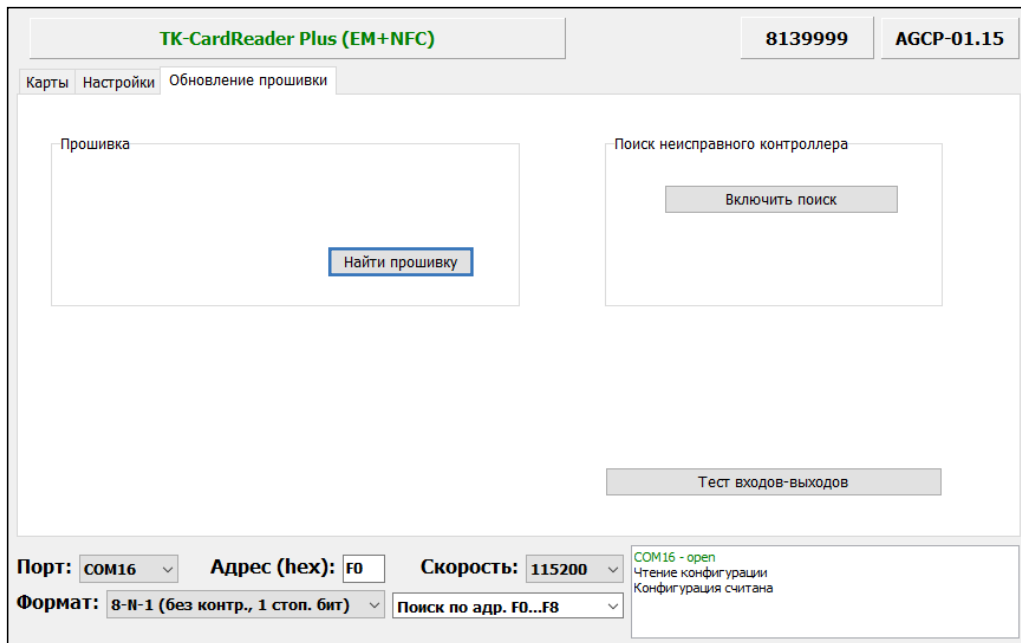 TK-CardReader Plus (EM+NFC)
8139999
AGCP-01.15
Карты
Настройки
Обновление прошивки
Прошивка
Найти прошивку
Поиск неисправного контроллера
Включить поиск
Тест входов-выходов
Порт: COM16
Адрес (hex): F0
Скорость: 115200
Формат: 8-N-1 (без контр., 1 стоп. бит)
Поиск по адр. F0...F8
COM16 - open
Чтение конфигурации
Конфигурация считана